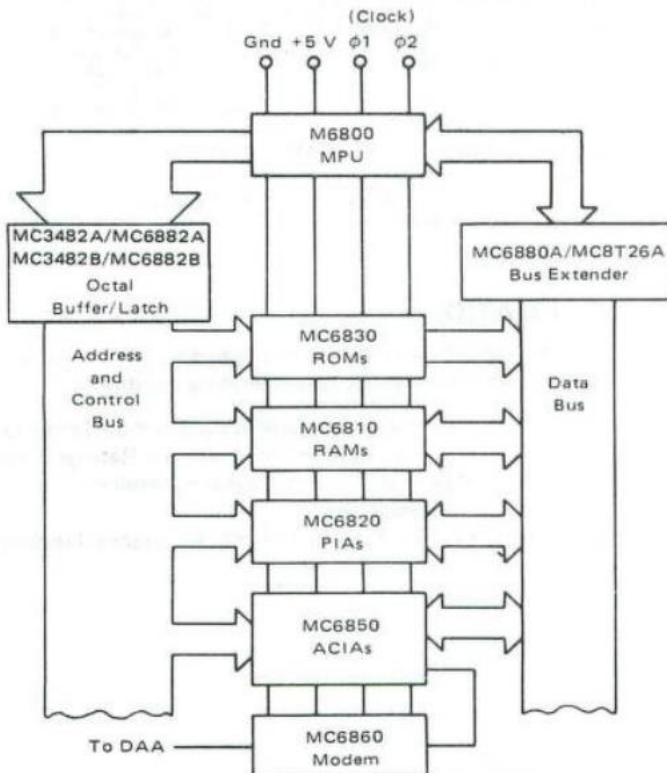 (Clock)
Gnd +5 V φ1 φ2
M6800
MPU
MC3482A/MC6882A
MC3482B/MC6882B
Octal
Buffer/Latch
MC6880A/MC8T26A
Bus Extender
Address
and
Control
Bus
MC6830
ROMs
Data
Bus
MC6810
RAMs
MC6820
PIAs
MC6850
ACIAs
To DAA
MC6860
Modem